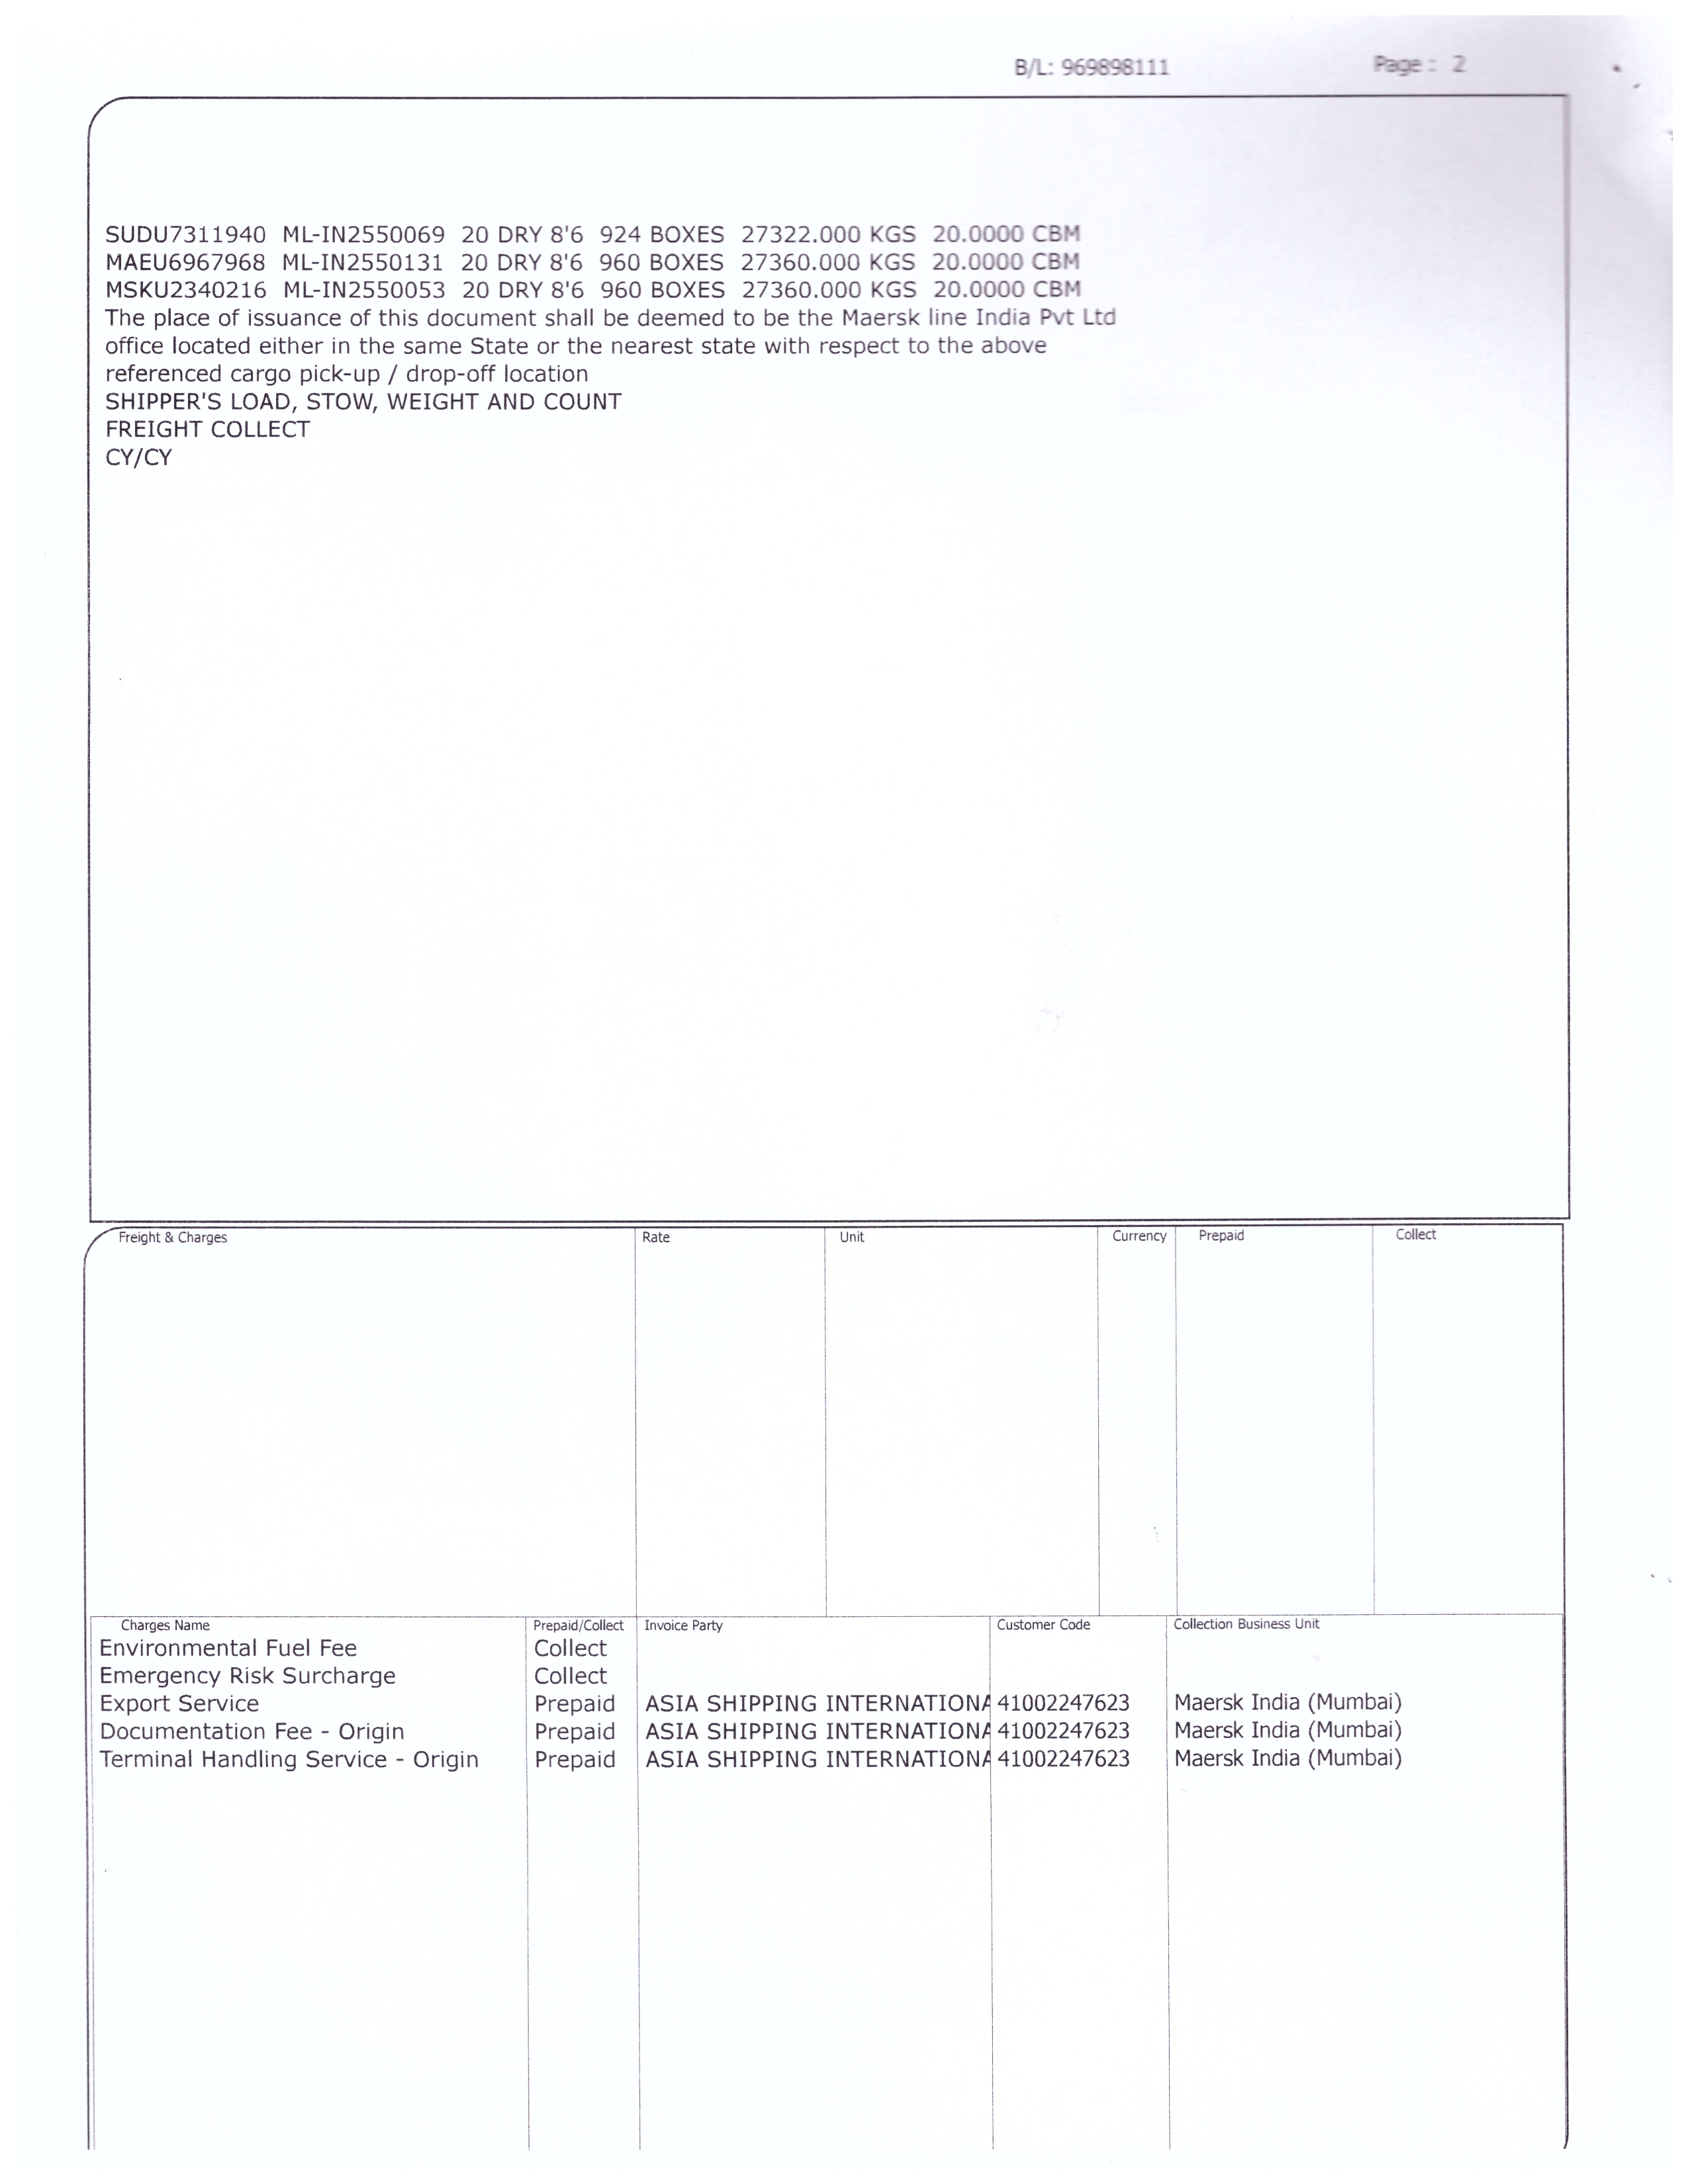 B/L: 969898111 Page : 2
SUDU7311940 ML-IN2550069 20 DRY 8'6 924 BOXES 27322.000 KGS 20.0000 CBM
MAEU6967968 ML-IN2550131 20 DRY 8'6 960 BOXES 27360.000 KGS 20.0000 CBM
MSKU2340216 ML-IN2550053 20 DRY 8'6 960 BOXES 27360.000 KGS 20.0000 CBM
The place of issuance of this document shall be deemed to be the Maersk line India Pvt Ltd
office located either in the same State or the nearest state with respect to the above
referenced cargo pick-up / drop-off location
SHIPPER'S LOAD, STOW, WEIGHT AND COUNT
FREIGHT COLLECT
CY/CY
Freight & Charges Rate Unit Currency Prepaid Collect
Charges Name Prepaid/Collect Invoice Party Customer Code Collection Business Unit
Environmental Fuel Fee Collect
Emergency Risk Surcharge Collect
Export Service Prepaid ASIA SHIPPING INTERNATIONA 41002247623 Maersk India (Mumbai)
Documentation Fee - Origin Prepaid ASIA SHIPPING INTERNATIONA 41002247623 Maersk India (Mumbai)
Terminal Handling Service - Origin Prepaid ASIA SHIPPING INTERNATIONA 41002247623 Maersk India (Mumbai)